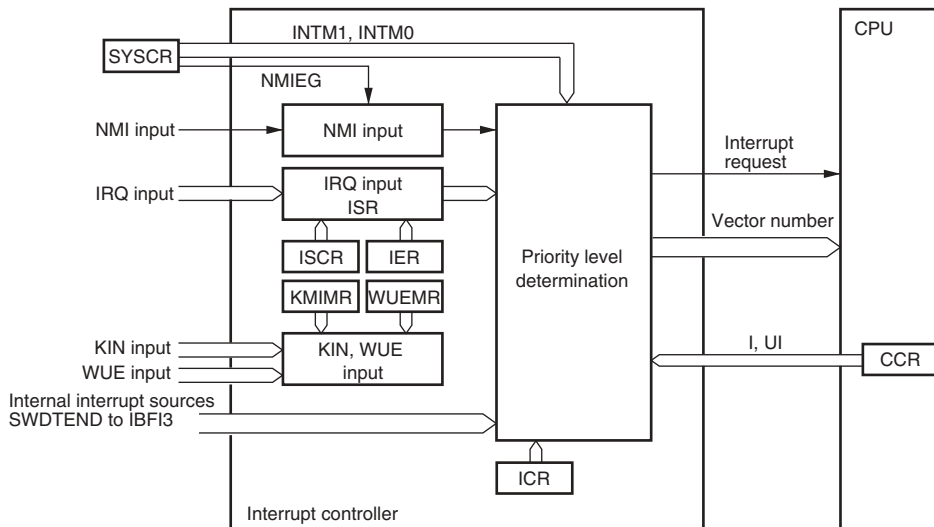 INTM1, INTM0
CPU
SYSCR
NMIEG
NMI input
NMI input
Interrupt
request
IRQ input
IRQ input
ISR
Vector number
ISCR
IER
Priority level
determination
KMIMR
WUEMR
KIN input
KIN, WUE
input
WUE input
I, UI
CCR
Internal interrupt sources
SWDTEND to IBFI3
ICR
Interrupt controller